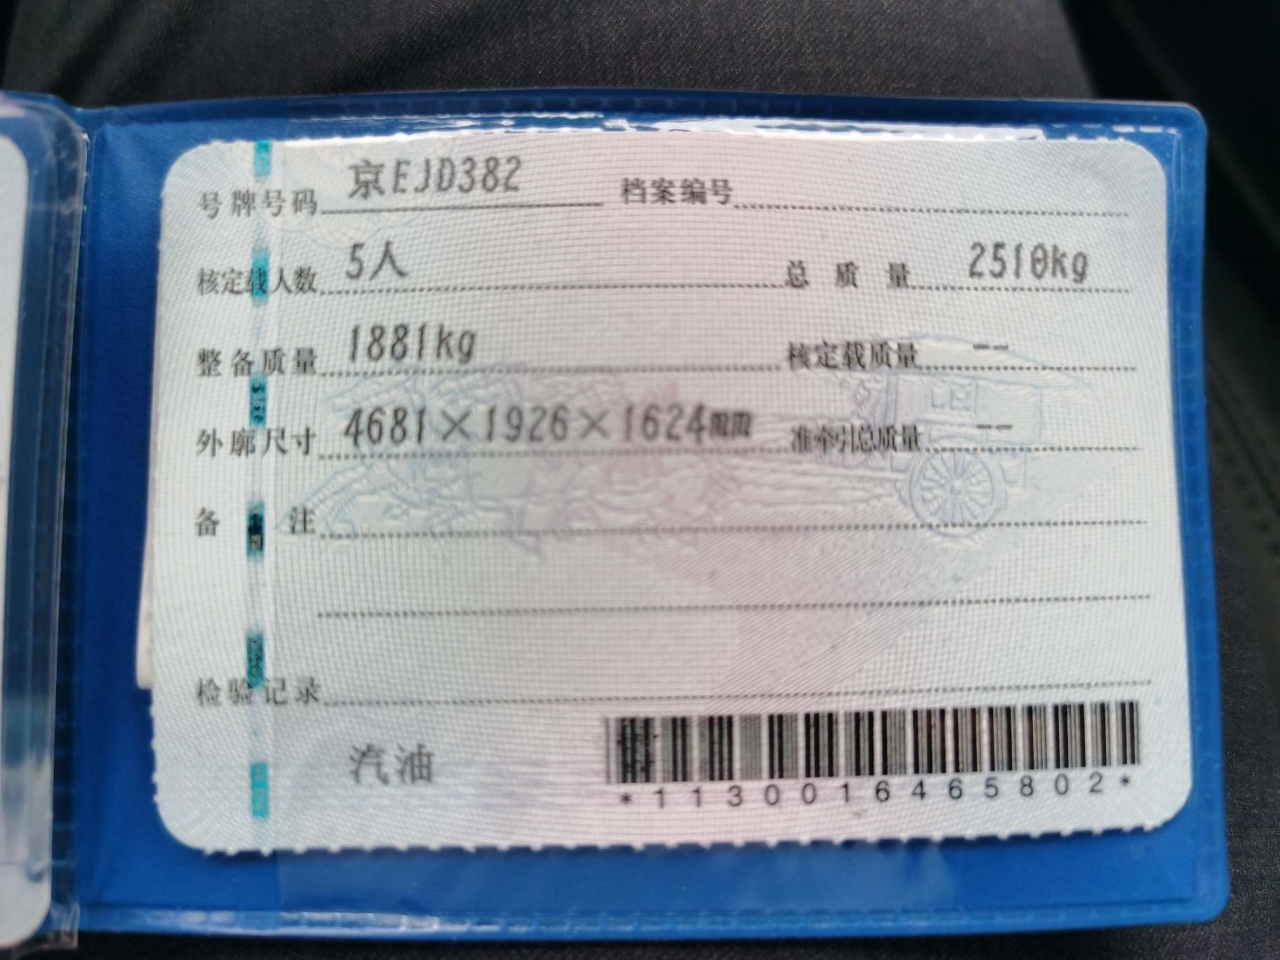 号牌号码 京EJD382 档案编号
核定载人数 5人 总质量 2510kg
整备质量 1881kg 核定载质量 --
外廓尺寸 4681×1926×1624mm 准牵引总质量 --
备注
检验记录
汽油
*1130016465802*